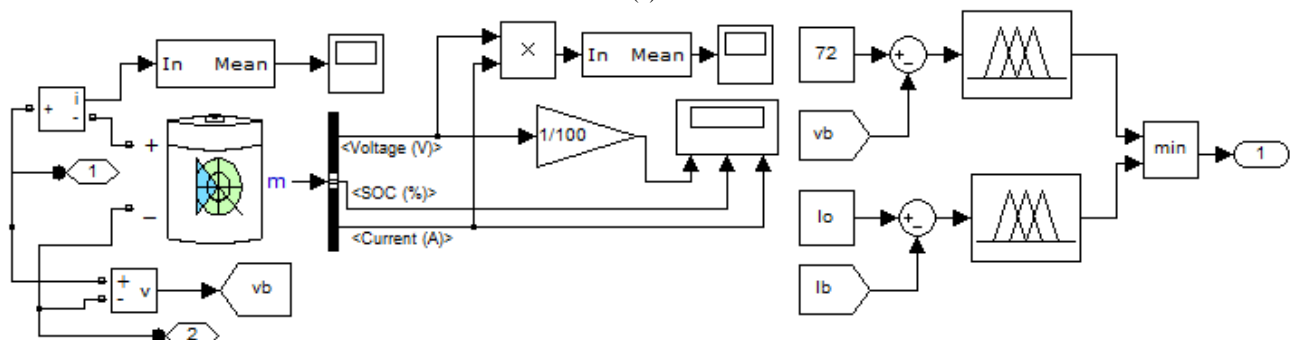 In Mean
i
+
-
+
1
m
−
+
-
v
vb
2
<Voltage (V)>
<SOC (%)>
<Current (A)>
×
In Mean
1/100
72
+
−
vb
Io
+
−
Ib
min
1